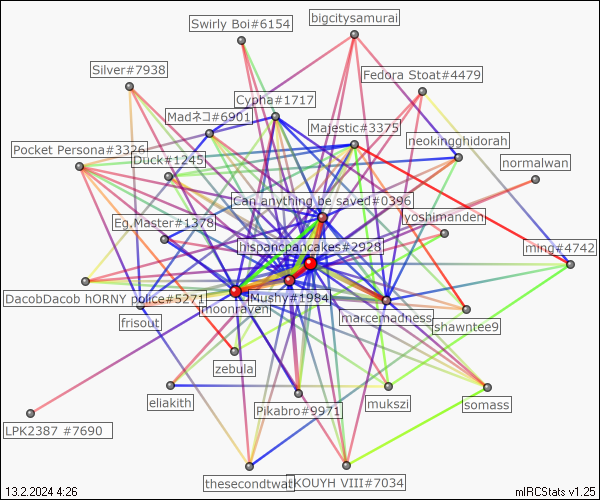 Swirly Boi#6154
bigcitysamurai
Silver#7938
Fedora Stoat#4479
Cypha#1717
Madネコ#6901
Majestic#3375
neokingghidorah
Pocket Persona#3326
Duck#1245
normalwan
Can anything be saved#0396
yoshimanden
Eg.Master#1378
hispanicpancakes#2928
ming#4742
DacobDacob hORNY police#5271
Mushy#1984
moonraven
frisout
marcemadness
shawntee9
zebula
eliakith
Pikabro#9971
mukszi
somass
LPK2387 #7690
thesecondtwat
KOUYH VIII#7034
13.2.2024 4:26
mIRCStats v1.25